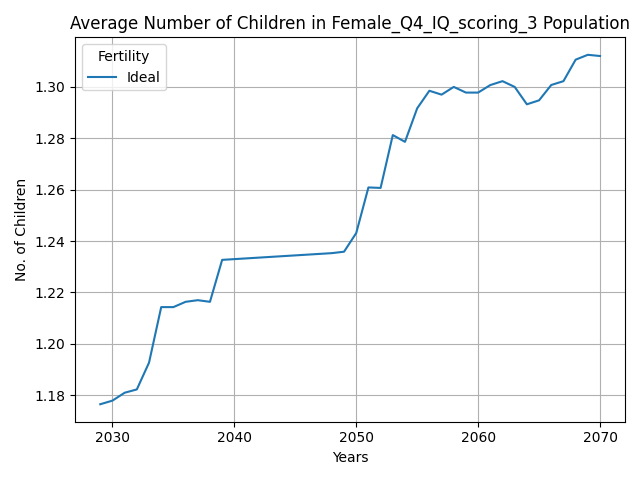 Average Number of Children in Female_Q4_IQ_scoring_3 Population
Fertility
Ideal
No. of Children
1.30
1.28
1.26
1.24
1.22
1.20
1.18
2030 2040 2050 2060 2070
Years